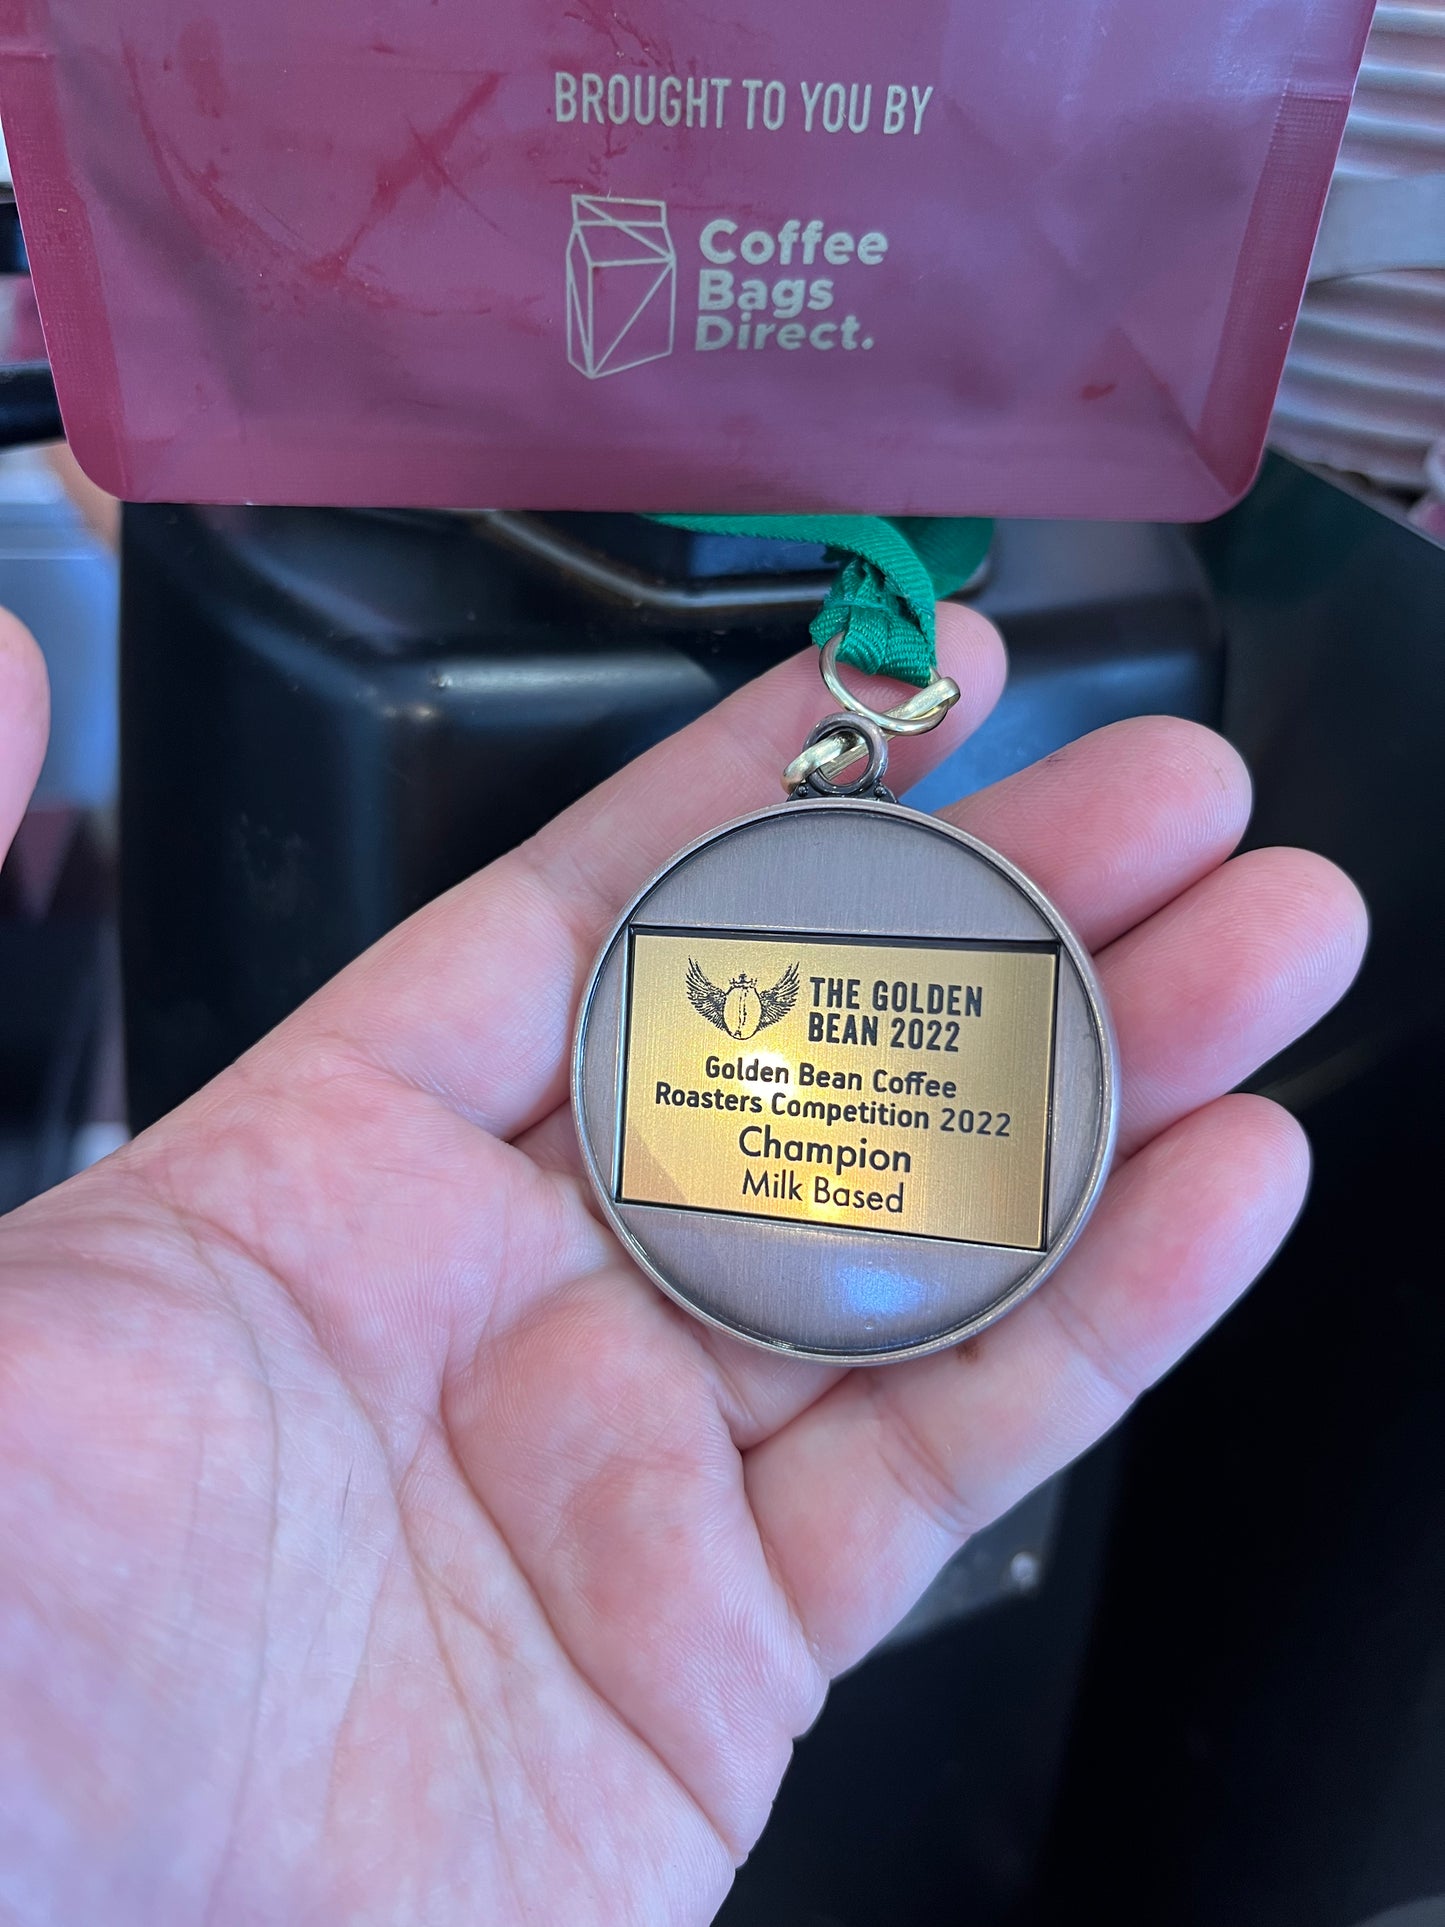 BROUGHT TO YOU BY
Coffee
Bags
Direct.
THE GOLDEN
BEAN 2022
Golden Bean Coffee
Roasters Competition 2022
Champion
Milk Based